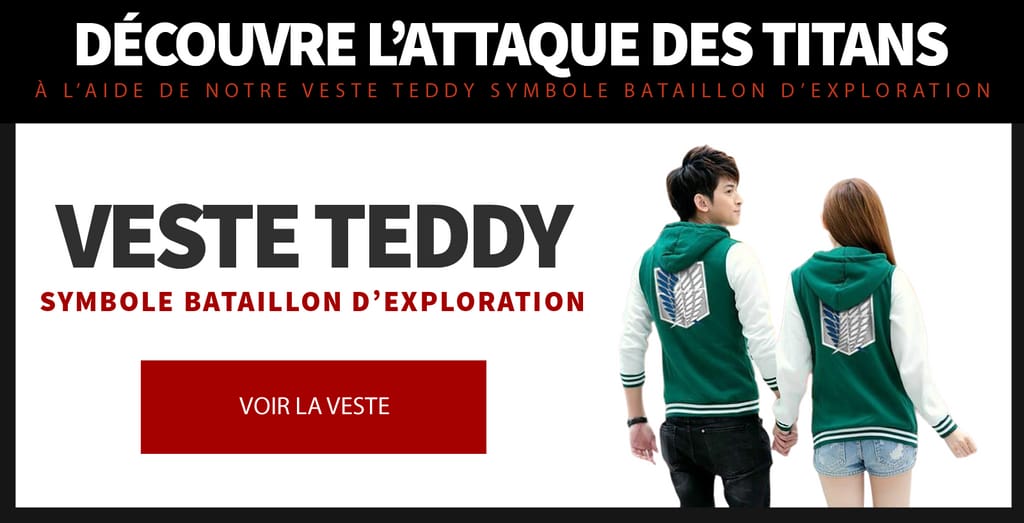 DÉCOUVRE L’ATTAQUE DES TITANS
À L’AIDE DE NOTRE VESTE TEDDY SYMBOLE BATAILLON D’EXPLORATION
VESTE TEDDY
SYMBOLE BATAILLON D’EXPLORATION
VOIR LA VESTE